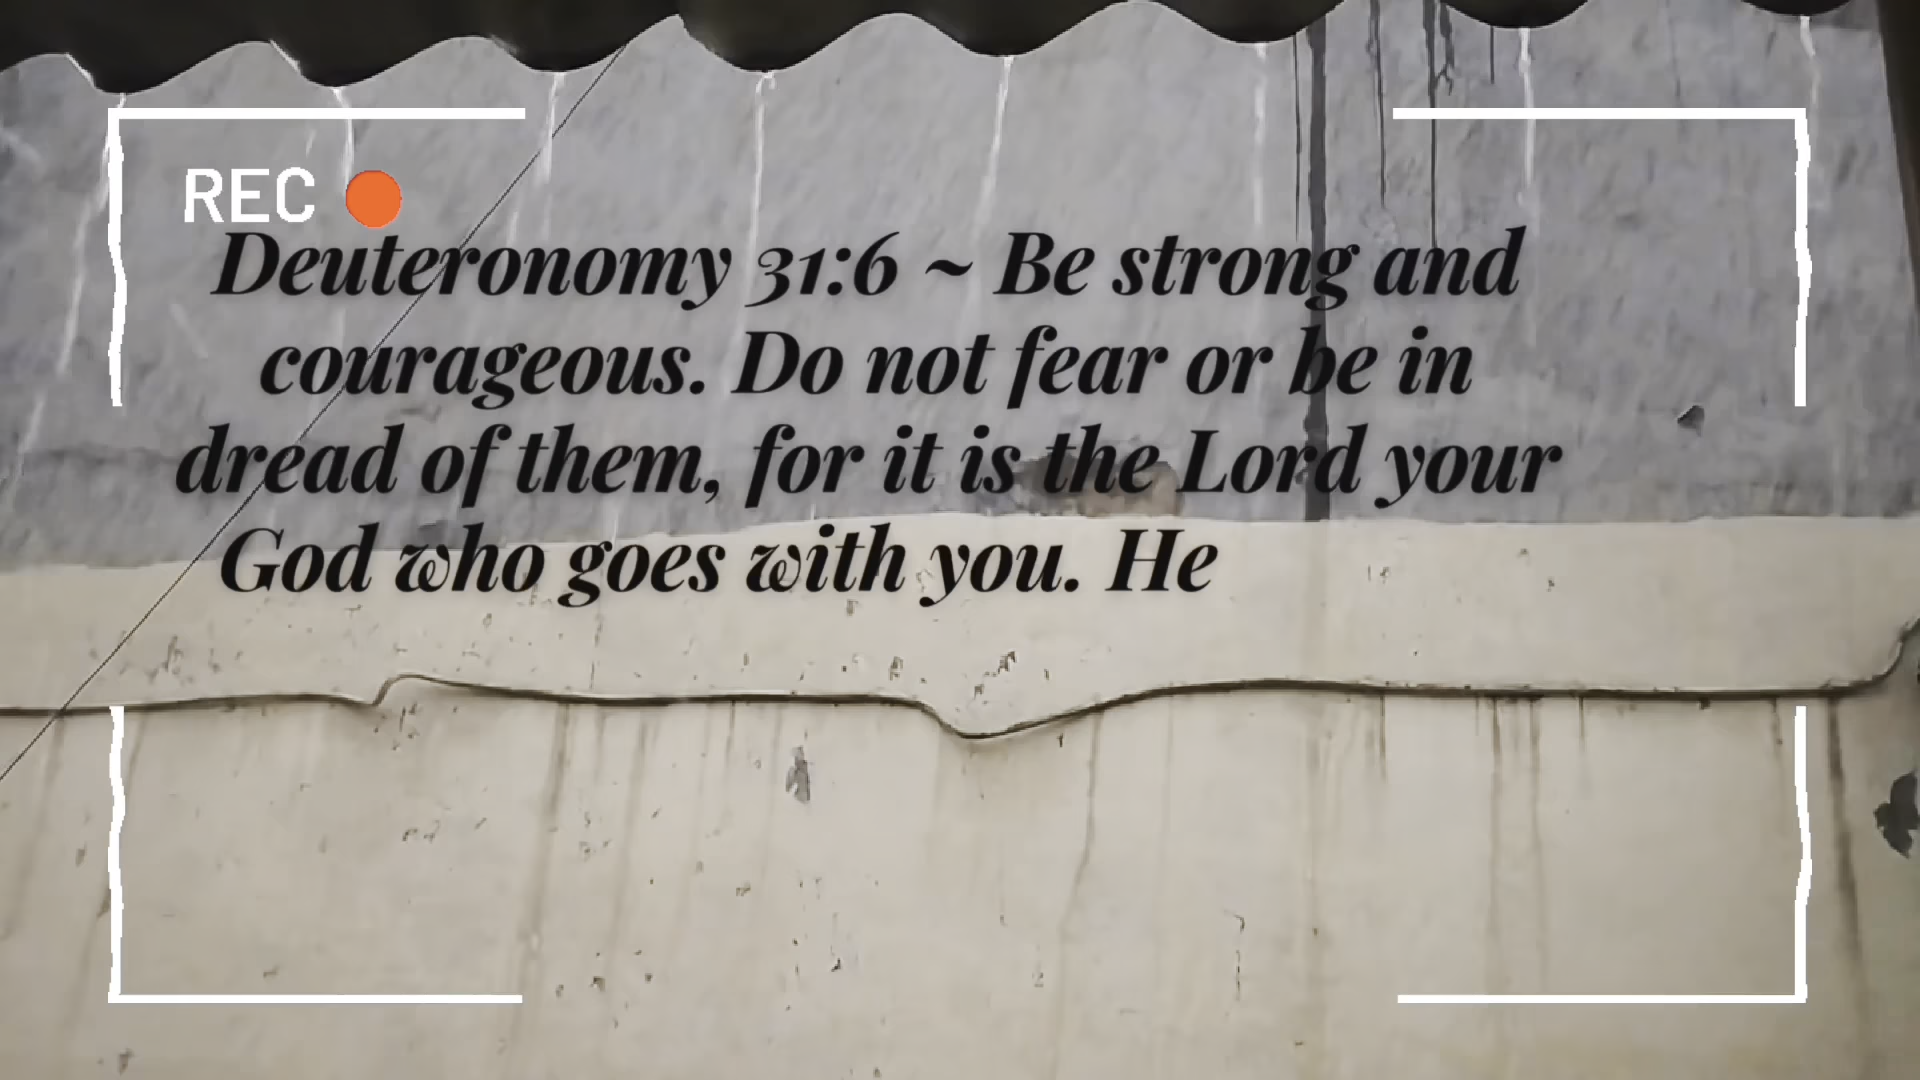 REC
Deuteronomy 31:6 ~ Be strong and
courageous. Do not fear or be in
dread of them, for it is the Lord your
God who goes with you. He